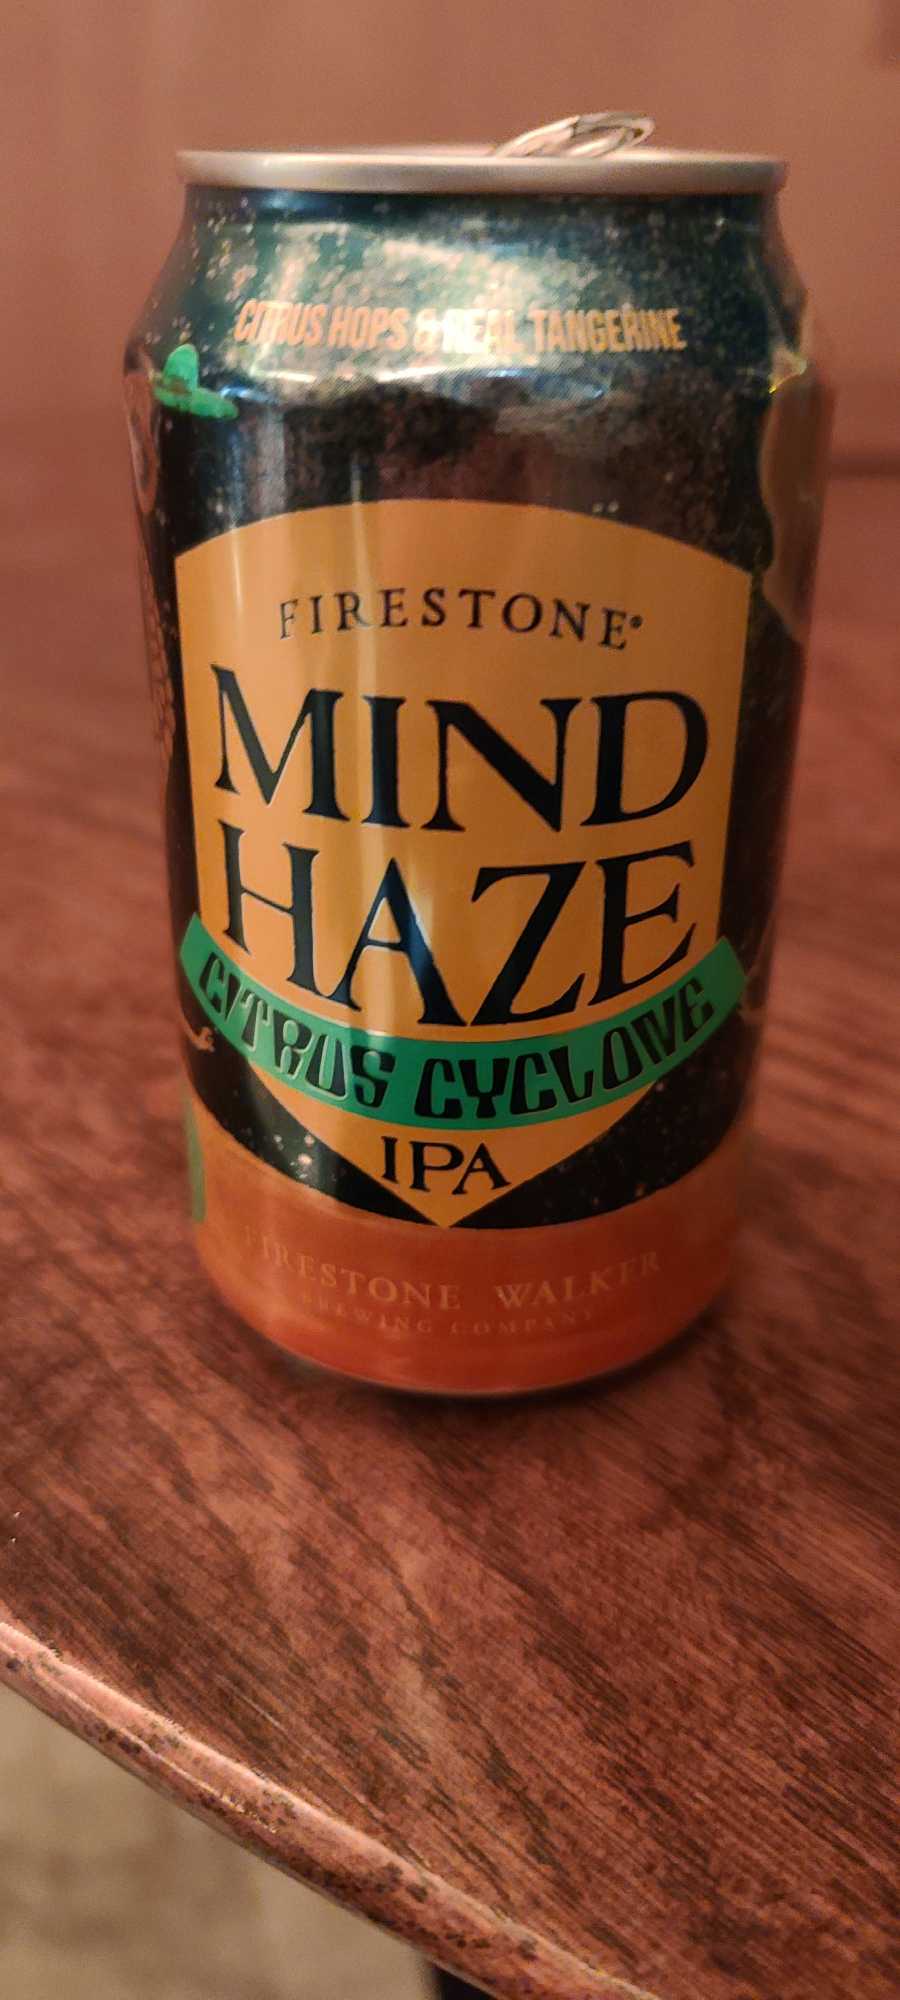 CITRUS HOPS & REAL TANGERINE
FIRESTONE®
MIND
HAZE
CITRUS CYCLONE
IPA
FIRESTONE WALKER
BREWING COMPANY